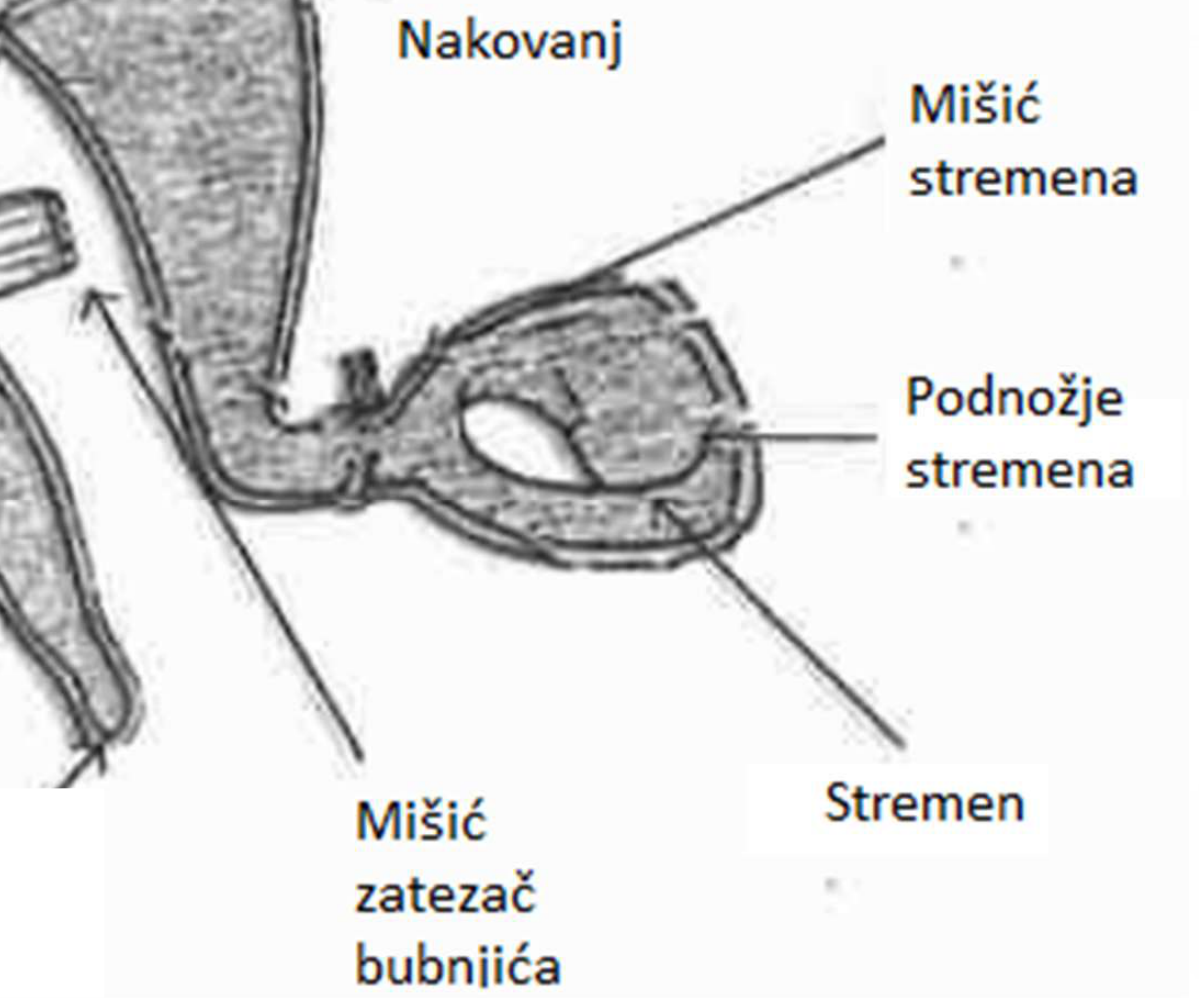 Nakovanj
Mišić
stremena
Podnožje
stremena
Stremen
Mišić
zatezač
bubnjića